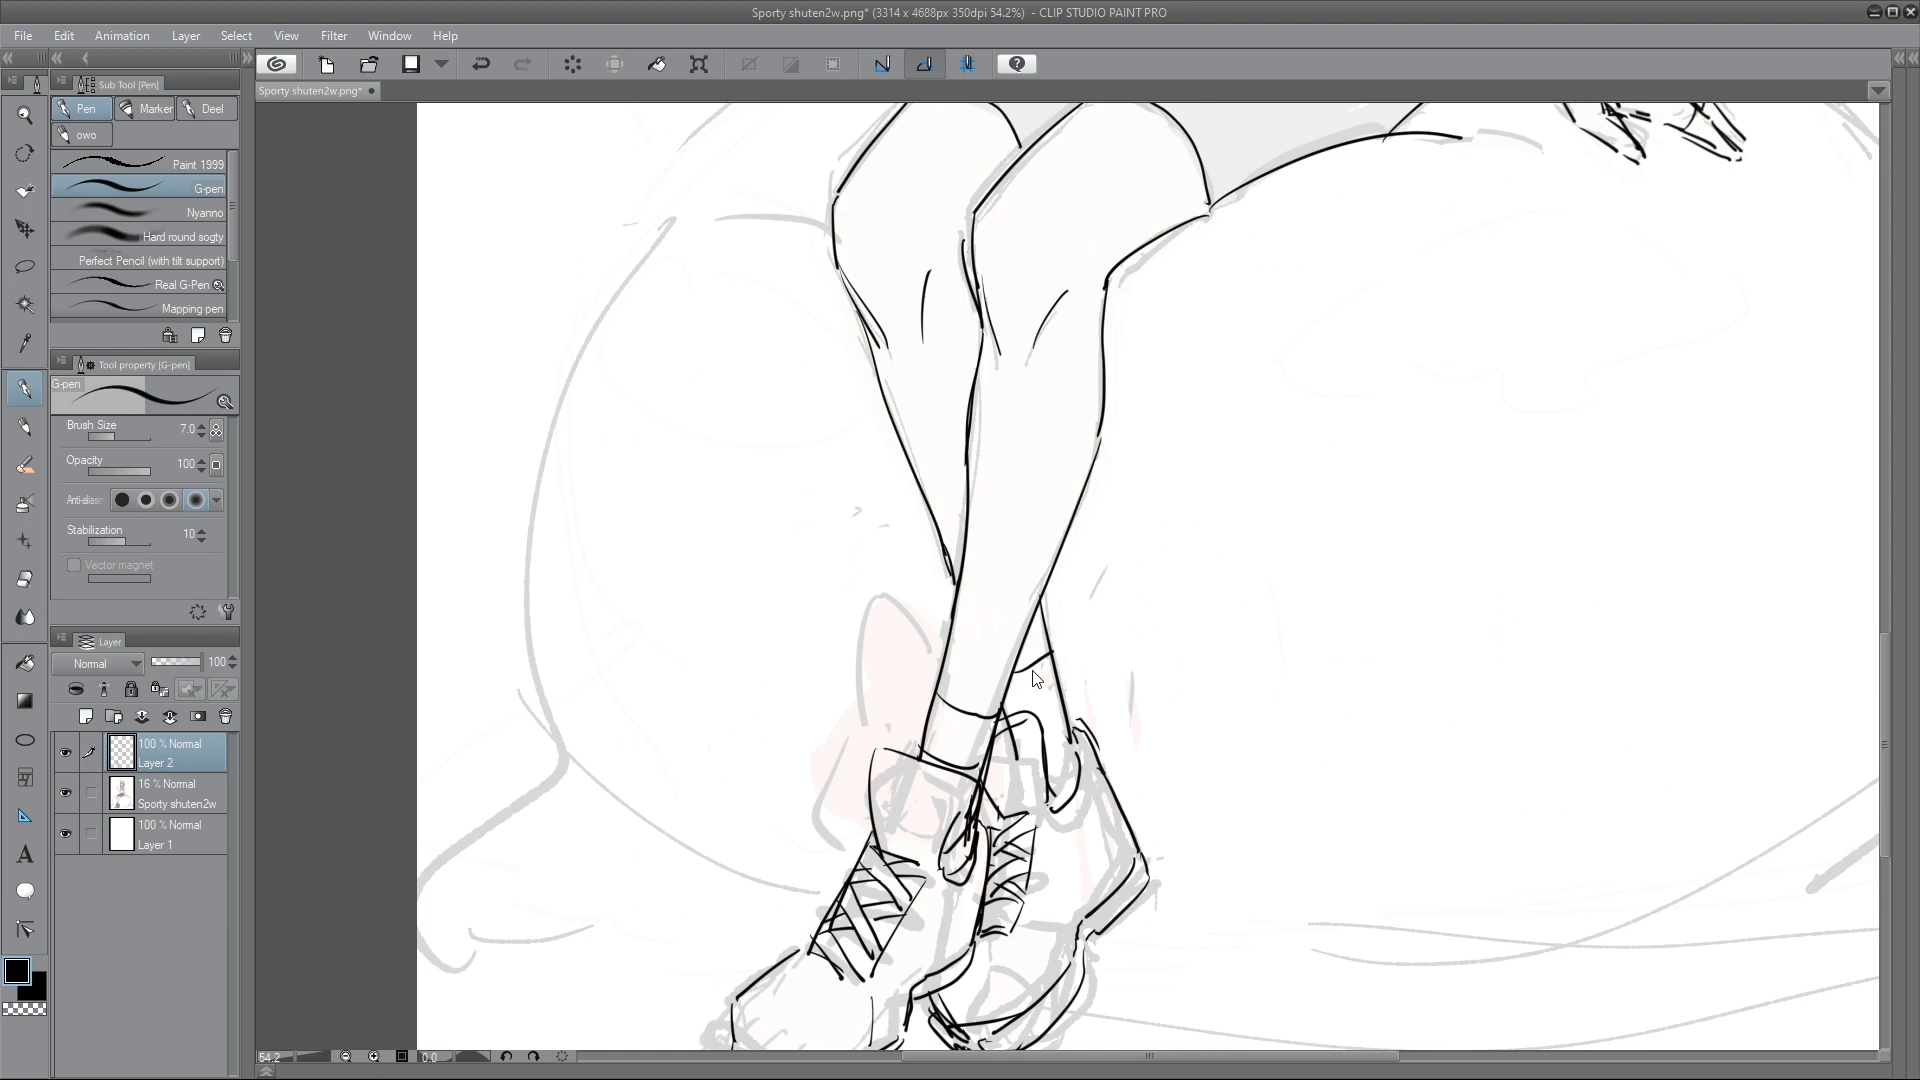 Sporty shuten2w.png* (3314 x 4688px 350dpi 54.2%) - CLIP STUDIO PAINT PRO
File Edit Animation Layer Select View Filter Window Help
Sub Tool [Pen]
Sporty shuten2w.png*
Pen Marker Deel
owo
Paint 1999
G-pen
Nyanno
Hard round sogty
Perfect Pencil (with tilt support)
Real G-Pen
Mapping pen
Tool property [G-pen]
G-pen
Brush Size 7.0
Opacity 100
Anti-alias
Stabilization 10
Vector magnet
Layer
Normal 100
100 % Normal
Layer 2
16 % Normal
Sporty shuten2w
100 % Normal
Layer 1
54.2 0.0